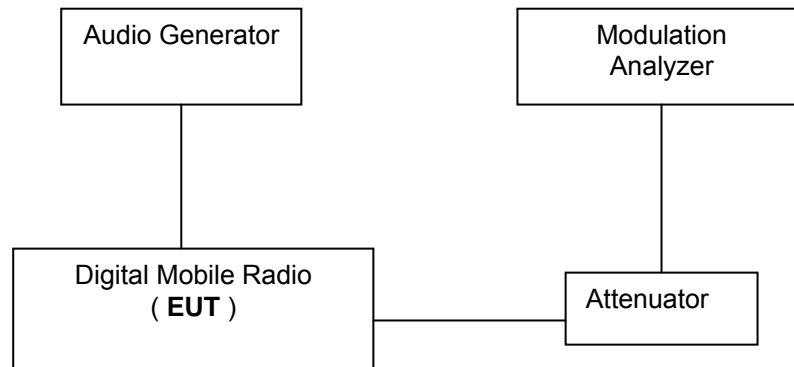 Audio Generator
Modulation
Analyzer
Digital Mobile Radio
( EUT )
Attenuator